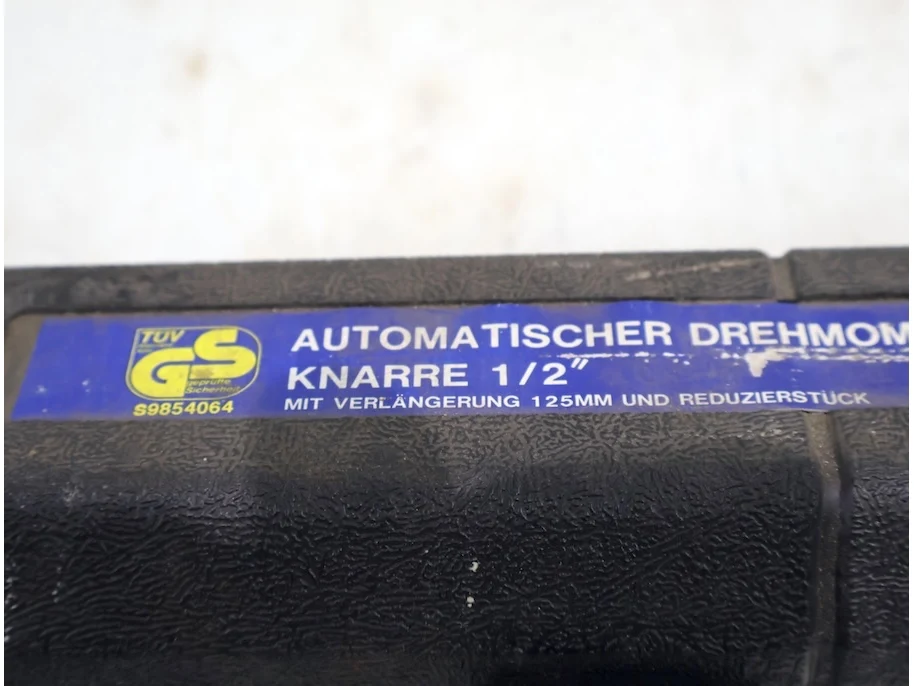 TÜV
GS
geprüfte
Sicherheit
S9854064
AUTOMATISCHER DREHMOM
KNARRE 1/2"
MIT VERLÄNGERUNG 125MM UND REDUZIERSTÜCK